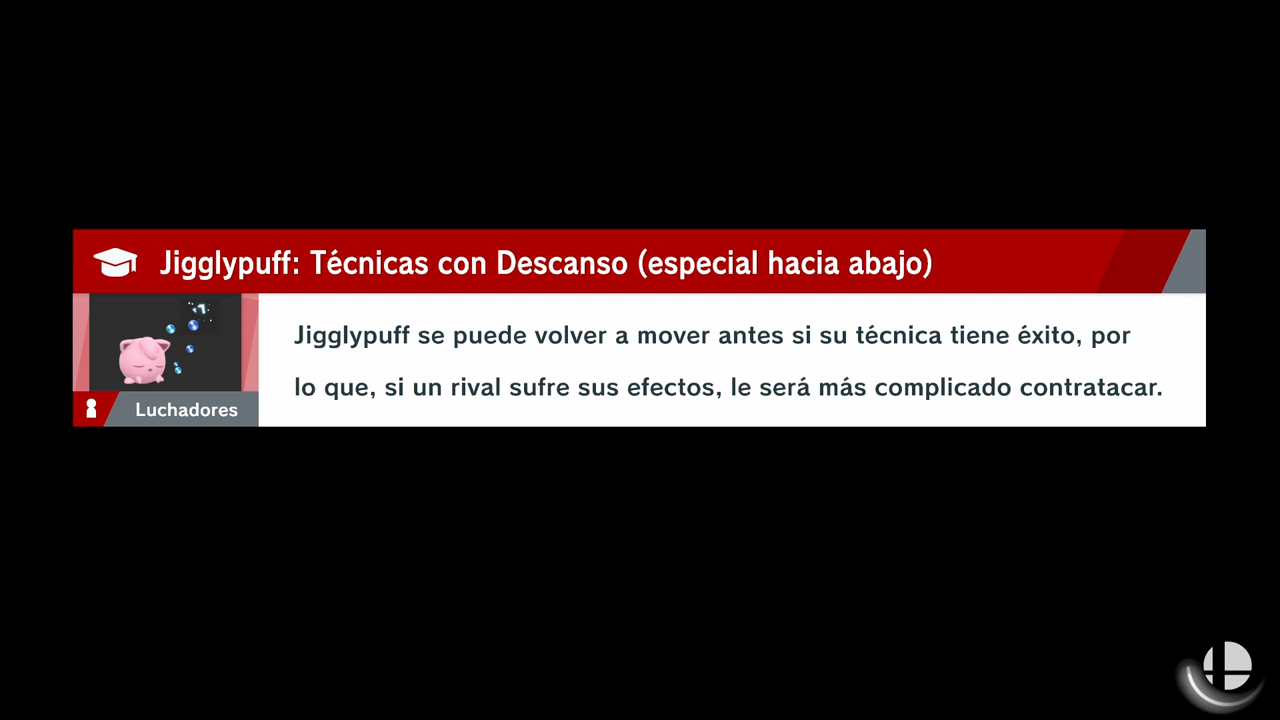 Jigglypuff: Técnicas con Descanso (especial hacia abajo)
Jigglypuff se puede volver a mover antes si su técnica tiene éxito, por
lo que, si un rival sufre sus efectos, le será más complicado contratacar.
Luchadores